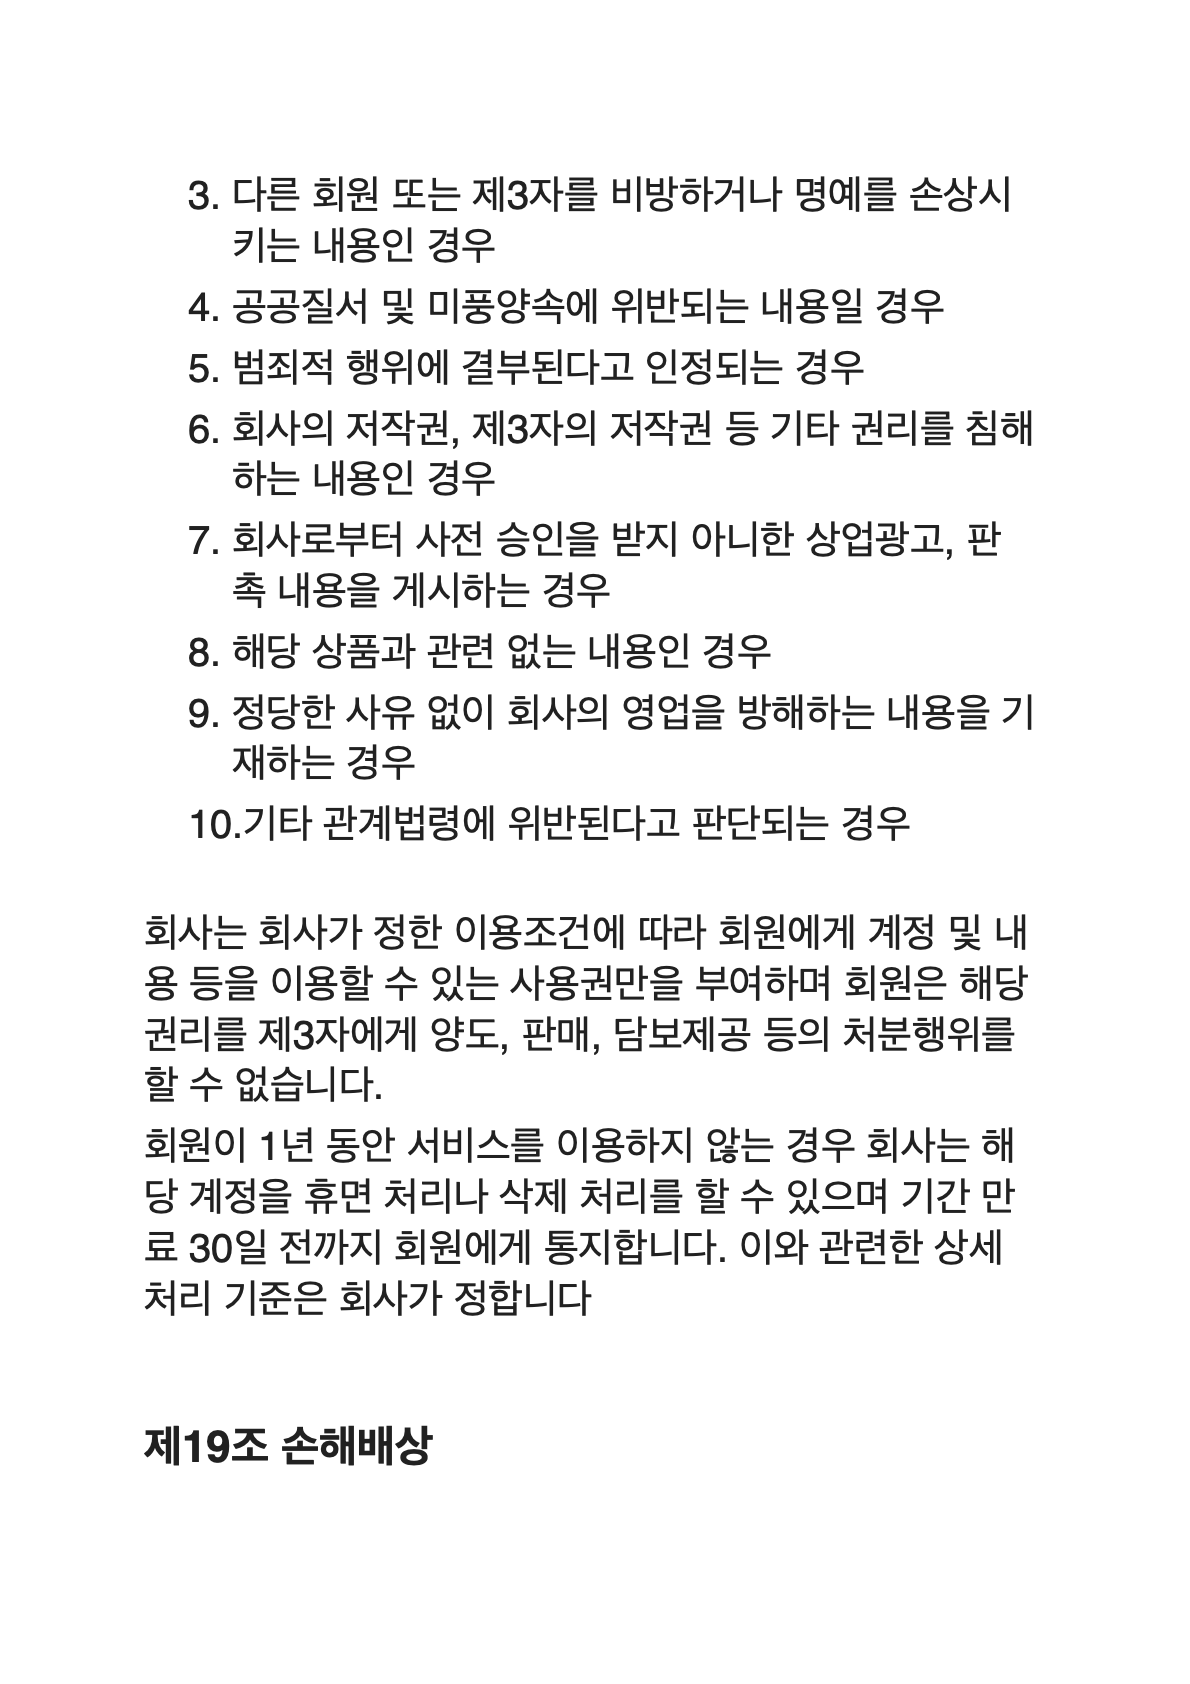 3. 다른 회원 또는 제3자를 비방하거나 명예를 손상시
키는 내용인 경우
4. 공공질서 및 미풍양속에 위반되는 내용일 경우
5. 범죄적 행위에 결부된다고 인정되는 경우
6. 회사의 저작권, 제3자의 저작권 등 기타 권리를 침해
하는 내용인 경우
7. 회사로부터 사전 승인을 받지 아니한 상업광고, 판
촉 내용을 게시하는 경우
8. 해당 상품과 관련 없는 내용인 경우
9. 정당한 사유 없이 회사의 영업을 방해하는 내용을 기
재하는 경우
10.기타 관계법령에 위반된다고 판단되는 경우
회사는 회사가 정한 이용조건에 따라 회원에게 계정 및 내
용 등을 이용할 수 있는 사용권만을 부여하며 회원은 해당
권리를 제3자에게 양도, 판매, 담보제공 등의 처분행위를
할 수 없습니다.
회원이 1년 동안 서비스를 이용하지 않는 경우 회사는 해
당 계정을 휴면 처리나 삭제 처리를 할 수 있으며 기간 만
료 30일 전까지 회원에게 통지합니다. 이와 관련한 상세
처리 기준은 회사가 정합니다
제19조 손해배상